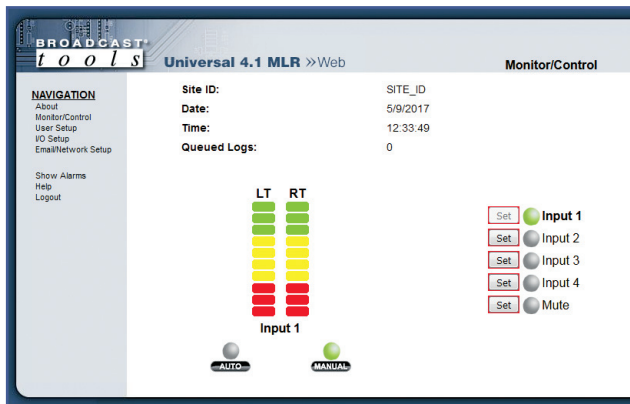 BROADCAST®
tools
Universal 4.1 MLR »Web
Monitor/Control
NAVIGATION
About
Monitor/Control
User Setup
I/O Setup
Email/Network Setup
Show Alarms
Help
Logout
Site ID: SITE_ID
Date: 5/9/2017
Time: 12:33:49
Queued Logs: 0
LT RT
Input 1
AUTO MANUAL
Set Input 1
Set Input 2
Set Input 3
Set Input 4
Set Mute